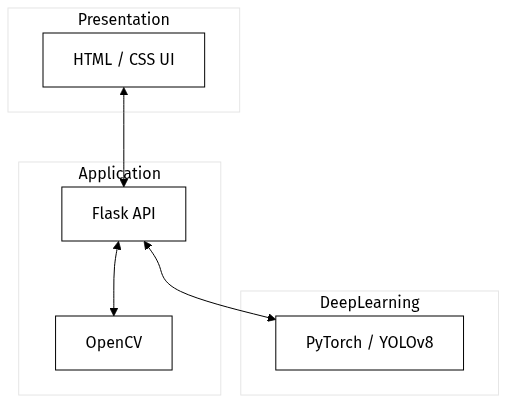 Presentation
HTML / CSS UI
Application
Flask API
OpenCV
DeepLearning
PyTorch / YOLOv8